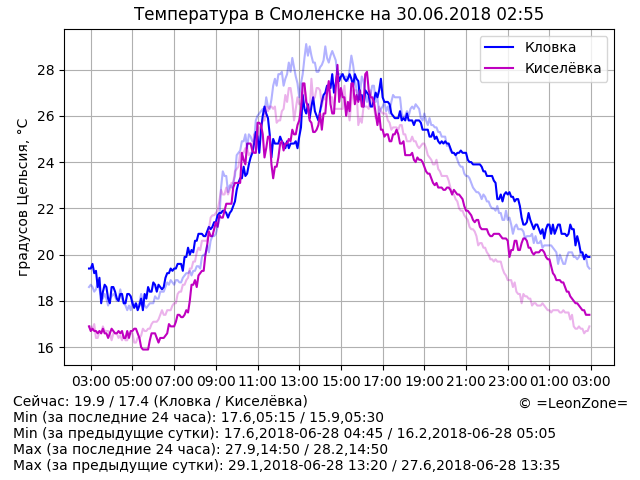 Температура в Смоленске на 30.06.2018 02:55
Кловка
Киселёвка
градусов Цельсия, °C
28
26
24
22
20
18
16
03:00 05:00 07:00 09:00 11:00 13:00 15:00 17:00 19:00 21:00 23:00 01:00 03:00
Сейчас: 19.9 / 17.4 (Кловка / Киселёвка)
© =LeonZone=
Min (за последние 24 часа): 17.6,05:15 / 15.9,05:30
Min (за предыдущие сутки): 17.6,2018-06-28 04:45 / 16.2,2018-06-28 05:05
Max (за последние 24 часа): 27.9,14:50 / 28.2,14:50
Max (за предыдущие сутки): 29.1,2018-06-28 13:20 / 27.6,2018-06-28 13:35